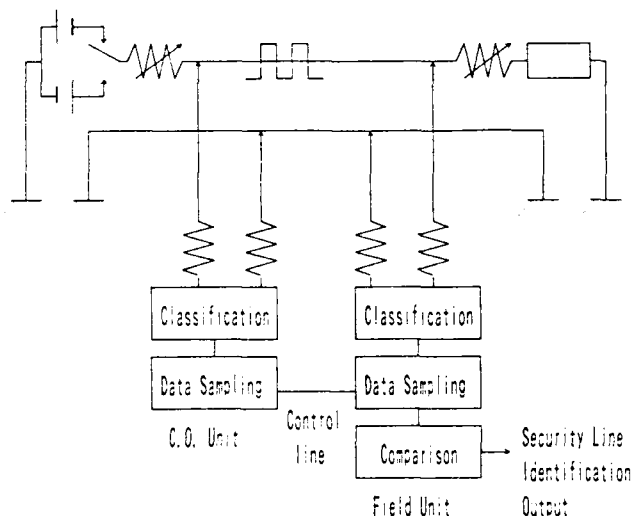 Classification
Classification
Data Sampling
Data Sampling
C.O. Unit
Control
line
Comparison
Security Line
Identification
Output
Field Unit